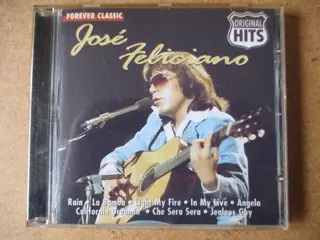 FOREVER CLASSIC
ORIGINAL
HITS
José
Feliciano
Rain • La Bamba • Light My Fire • In My Live • Angela
California Dreamin' • Che Sera Sera • Jealous Guy